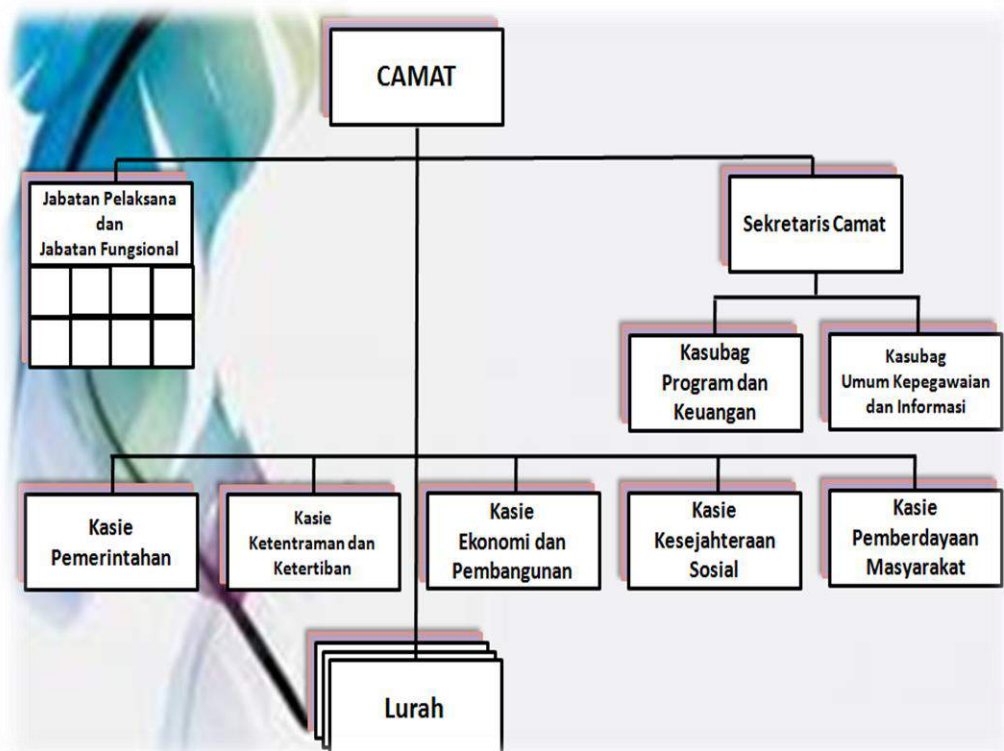 CAMAT
Jabatan Pelaksana
dan
Jabatan Fungsional
Sekretaris Camat
Kasubag
Program dan
Keuangan
Kasubag
Umum Kepegawaian
dan Informasi
Kasie
Pemerintahan
Kasie
Ketentraman dan
Ketertiban
Kasie
Ekonomi dan
Pembangunan
Kasie
Kesejahteraan
Sosial
Kasie
Pemberdayaan
Masyarakat
Lurah